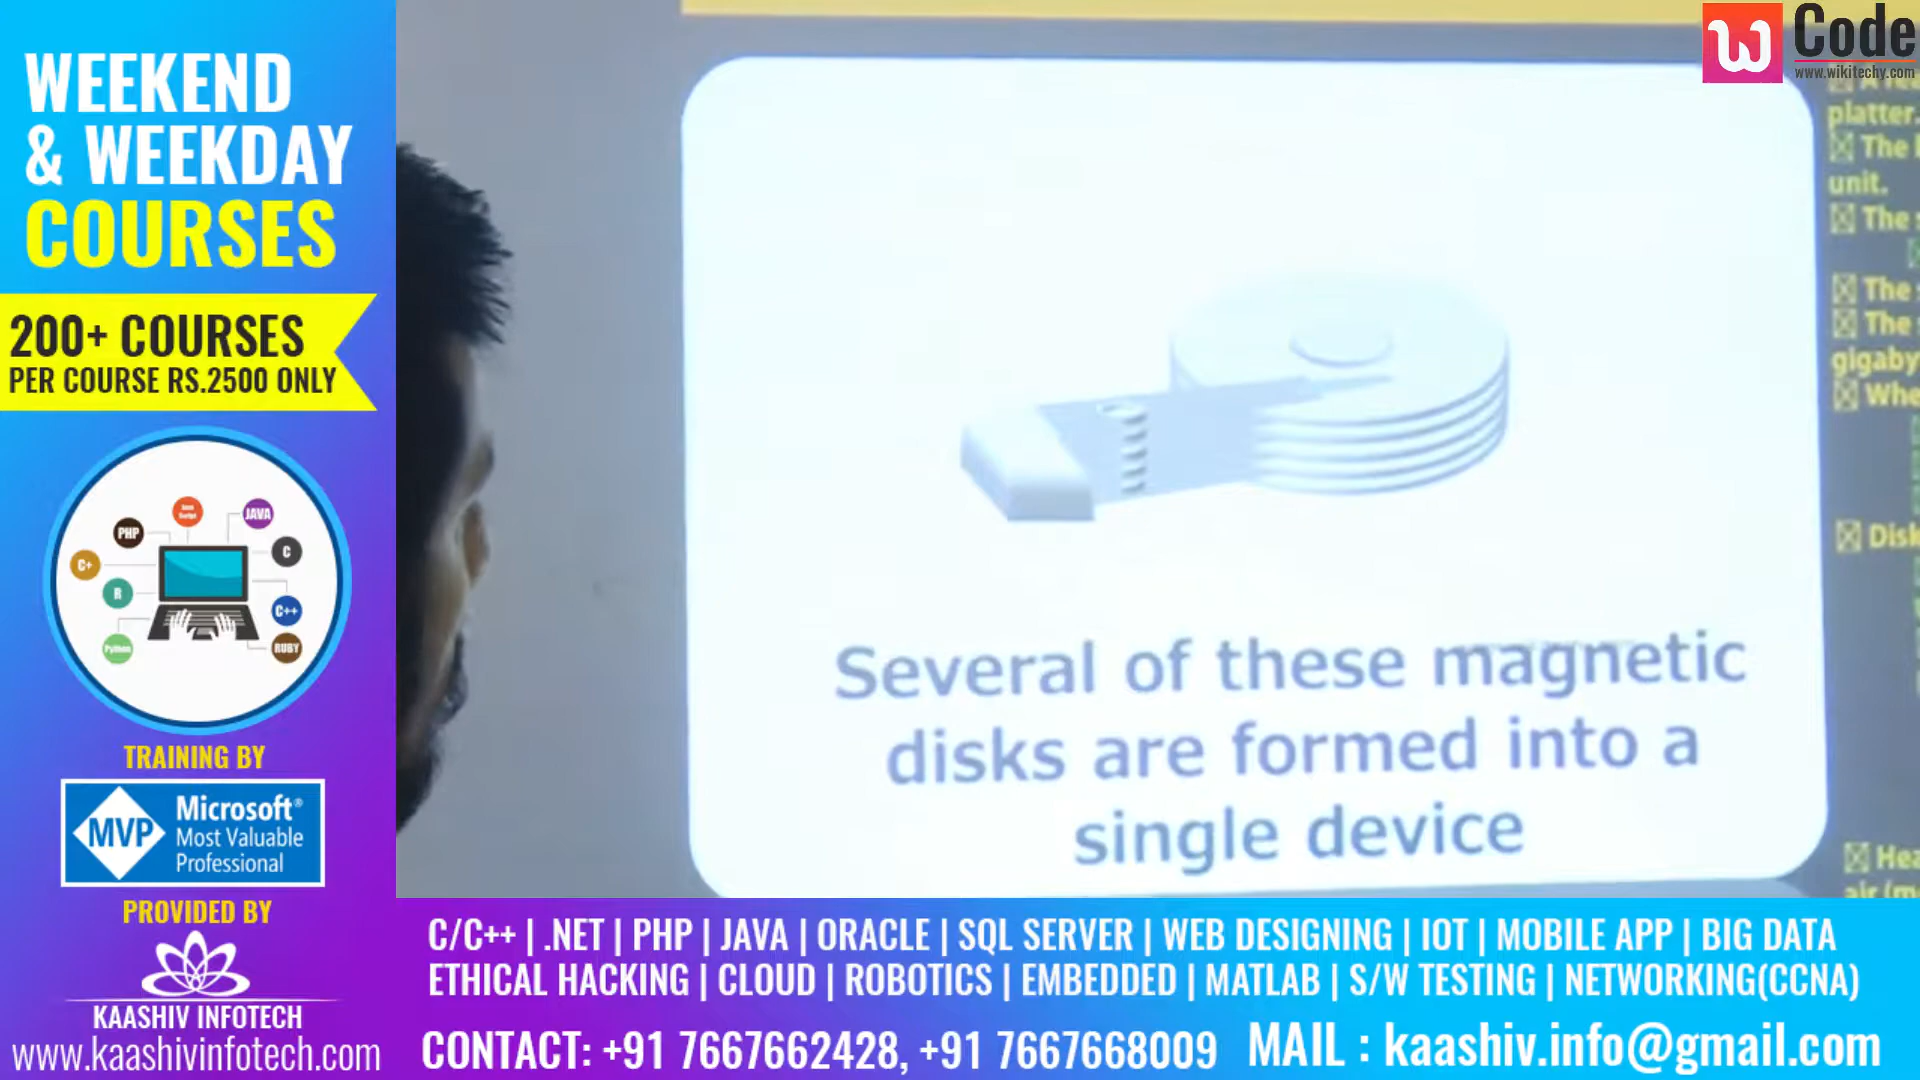 WEEKEND
& WEEKDAY
COURSES
200+ COURSES
PER COURSE RS.2500 ONLY
PHP
Java
Script
JAVA
C+
C
R
C++
Python
RUBY
TRAINING BY
MVP
Microsoft®
Most Valuable
Professional
PROVIDED BY
KAASHIV INFOTECH
www.kaashivinfotech.com
W
Code
www.wikitechy.com
platter.
The
unit.
The
The
The
Several of these magnetic
disks are formed into a
single device
C/C++ | .NET | PHP | JAVA | ORACLE | SQL SERVER | WEB DESIGNING | IOT | MOBILE APP | BIG DATA
ETHICAL HACKING | CLOUD | ROBOTICS | EMBEDDED | MATLAB | S/W TESTING | NETWORKING(CCNA)
CONTACT: +91 7667662428, +91 7667668009 MAIL : kaashiv.info@gmail.com